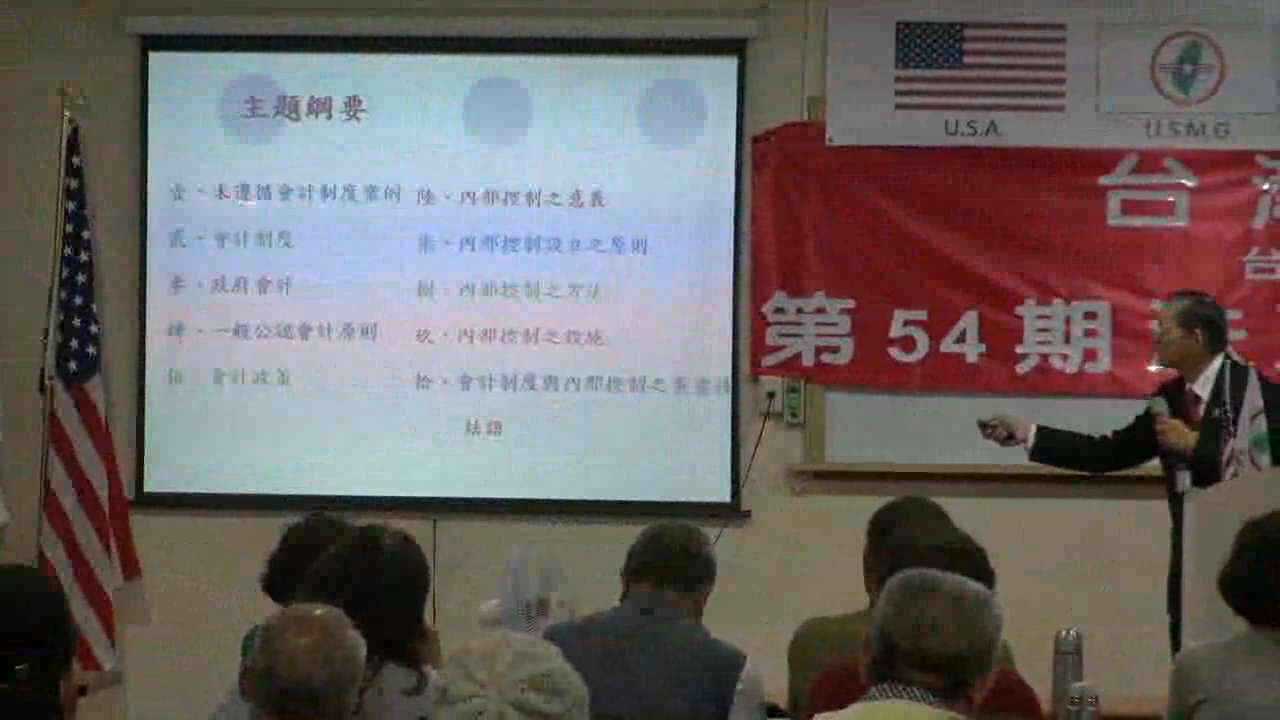 主題綱要
壹、未遵循會計制度案例
貳、會計制度
參、政府會計
肆、一般公認會計原則
伍、會計政策
陸、內部控制之意義
柒、內部控制設立之原則
捌、內部控制之方法
玖、內部控制之設施
拾、會計制度與內部控制之重要性
結語
U.S.A
U.S.M.G
台
台
第 54 期